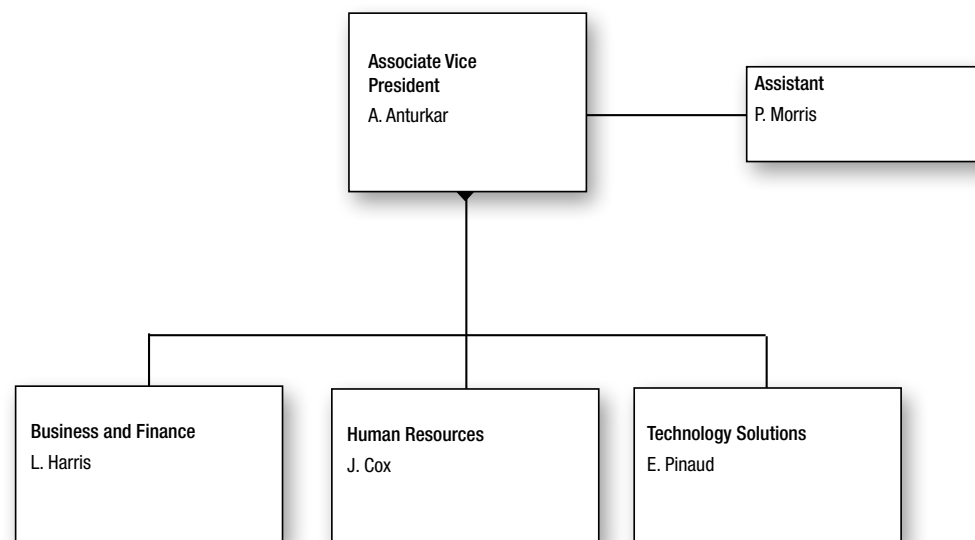 Associate Vice
President
A. Anturkar
Assistant
P. Morris
Business and Finance
L. Harris
Human Resources
J. Cox
Technology Solutions
E. Pinaud